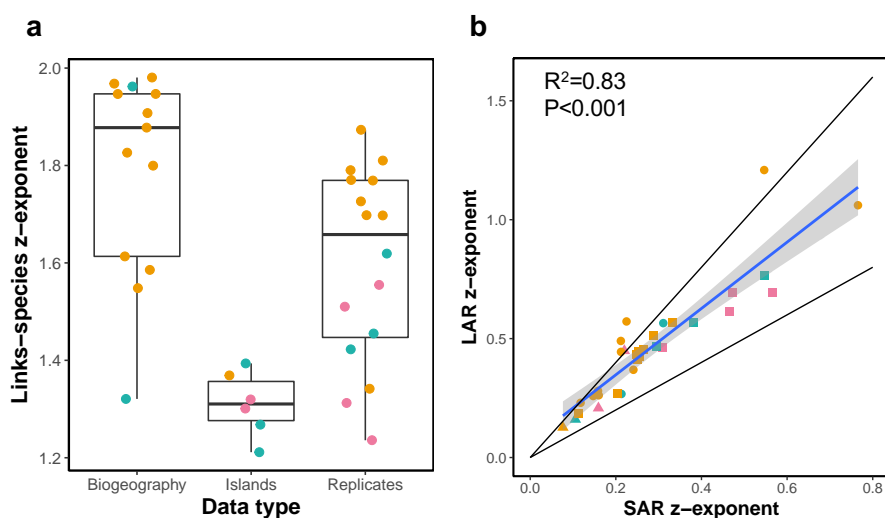 a
2.0
1.8
1.6
1.4
1.2
Links−species z−exponent
Biogeography
Islands
Replicates
Data type
b
R²=0.83
P<0.001
1.5
1.0
0.5
0.0
LAR z−exponent
0.0
0.2
0.4
0.6
0.8
SAR z−exponent